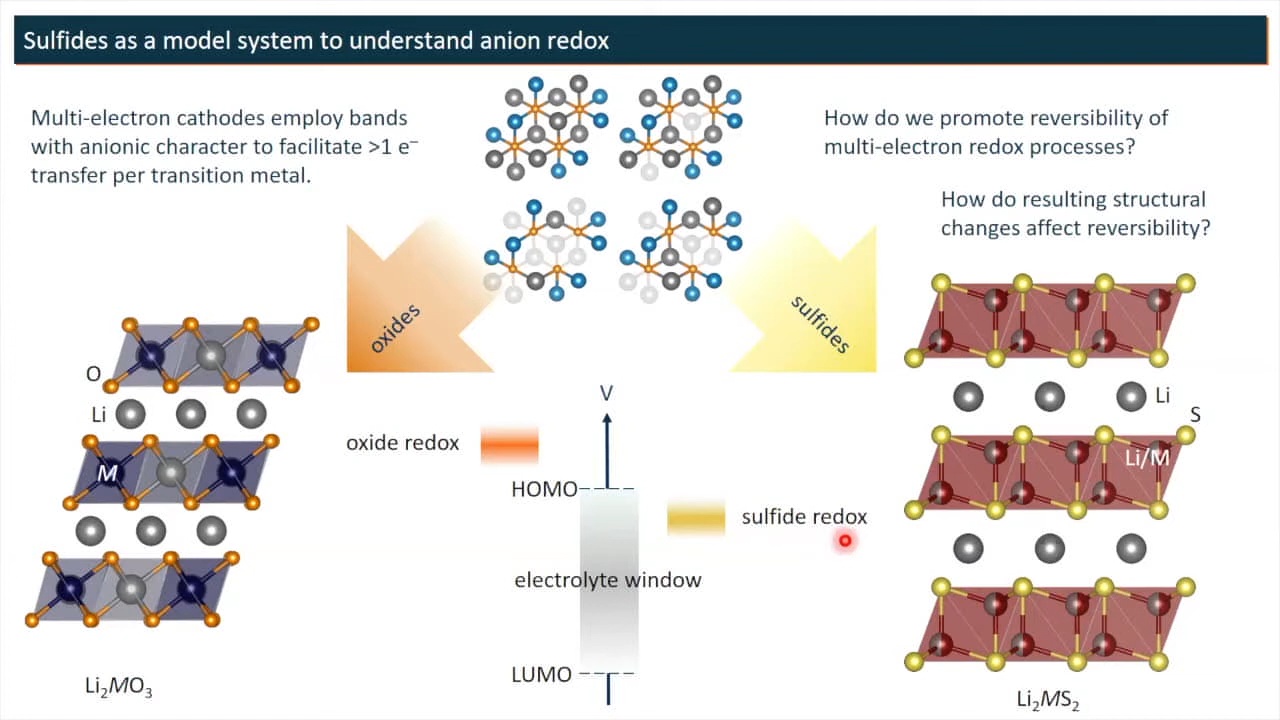 Sulfides as a model system to understand anion redox
Multi-electron cathodes employ bands
with anionic character to facilitate >1 e⁻
transfer per transition metal.
How do we promote reversibility of
multi-electron redox processes?
How do resulting structural
changes affect reversibility?
oxides
sulfides
O
Li
M
Li₂MO₃
V
oxide redox
HOMO
sulfide redox
electrolyte window
LUMO
Li
S
Li/M
Li₂MS₂